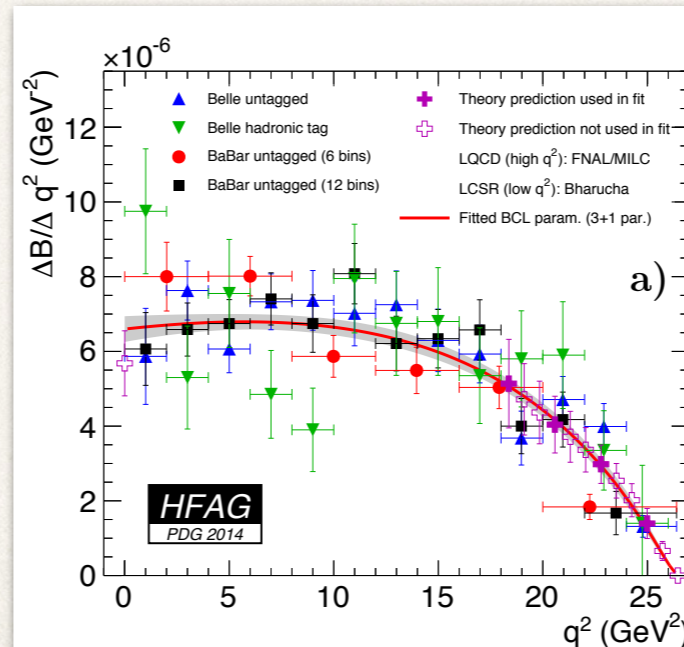 ×10⁻⁶
ΔB/Δ q² (GeV⁻²)
12
10
8
6
4
2
0
Belle untagged
Belle hadronic tag
BaBar untagged (6 bins)
BaBar untagged (12 bins)
Theory prediction used in fit
Theory prediction not used in fit
LQCD (high q²): FNAL/MILC
LCSR (low q²): Bharucha
Fitted BCL param. (3+1 par.)
a)
HFAG
PDG 2014
0 5 10 15 20 25
q² (GeV²)